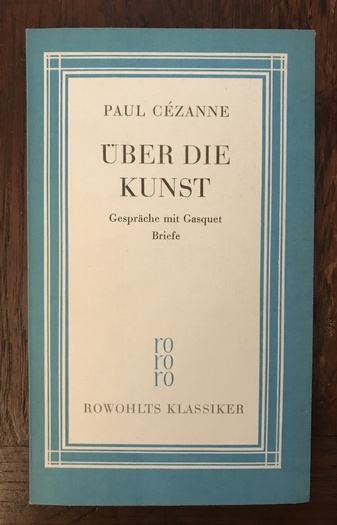 PAUL CÉZANNE
ÜBER DIE
KUNST
Gespräche mit Gasquet
Briefe
ro
ro
ro
ROWOHLTS KLASSIKER